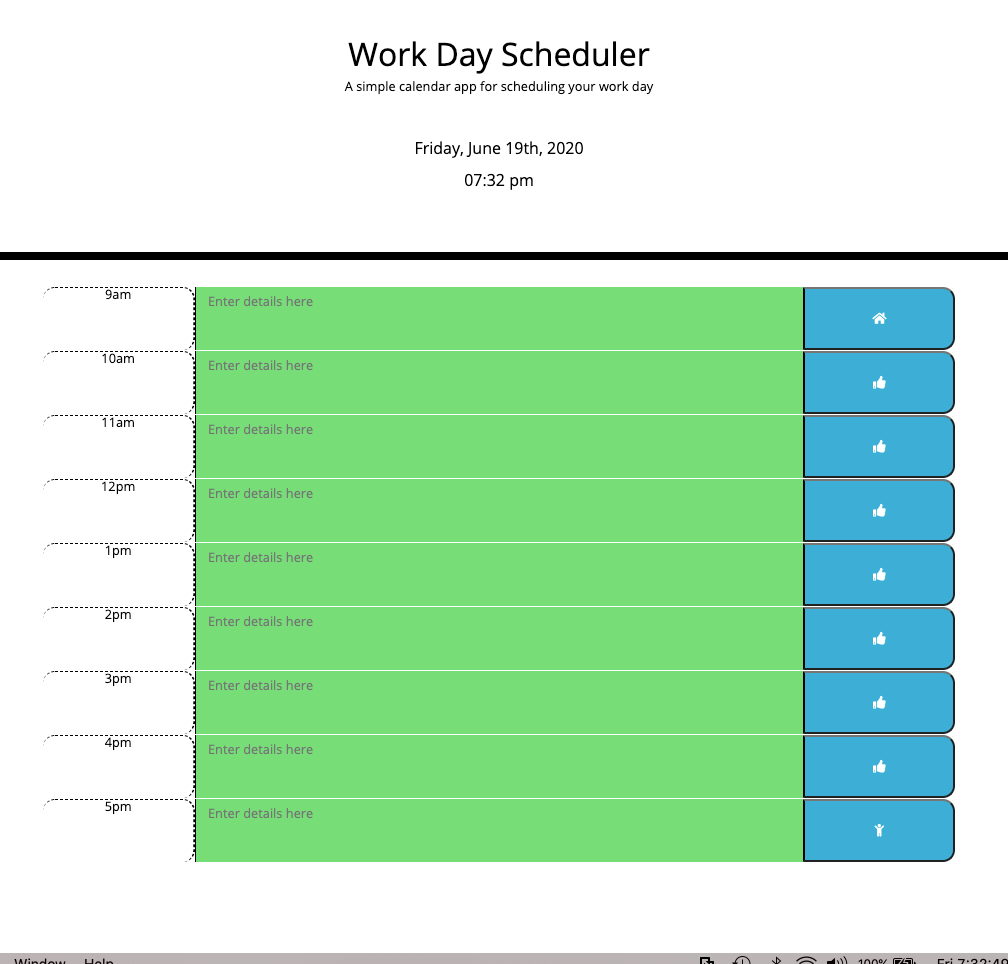 Work Day Scheduler
A simple calendar app for scheduling your work day
Friday, June 19th, 2020
07:32 pm
9am Enter details here
10am Enter details here
11am Enter details here
12pm Enter details here
1pm Enter details here
2pm Enter details here
3pm Enter details here
4pm Enter details here
5pm Enter details here
Window Help 100% Fri 7:32:40